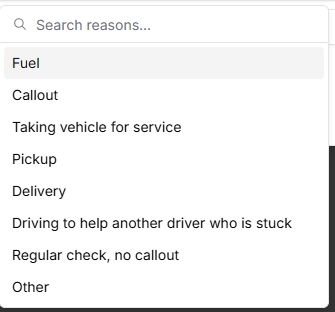 Search reasons...
Fuel
Callout
Taking vehicle for service
Pickup
Delivery
Driving to help another driver who is stuck
Regular check, no callout
Other